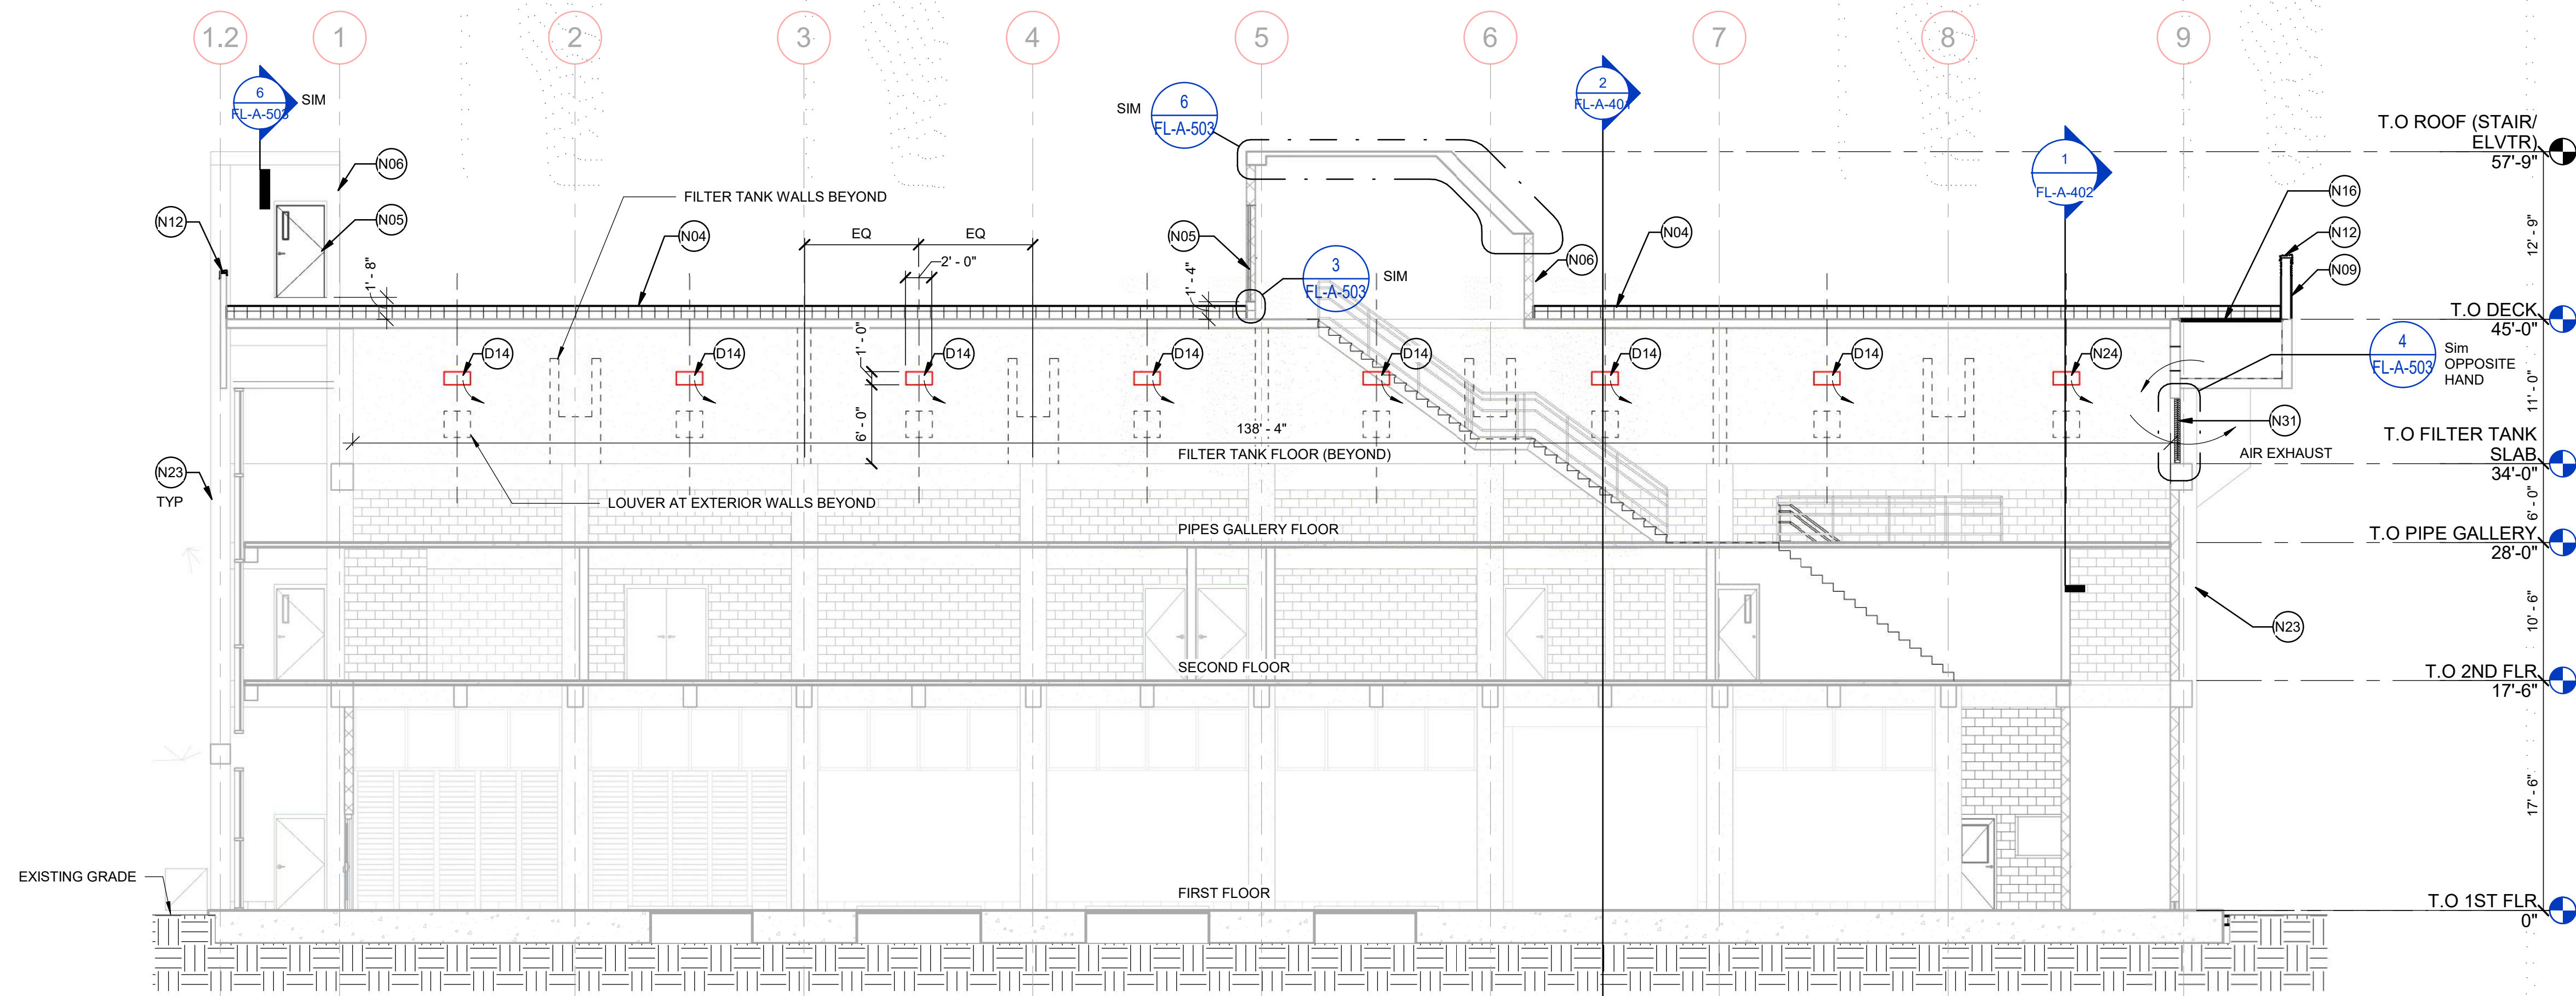 1.2
1
2
3
4
5
6
7
8
9
6
FL-A-503
SIM
SIM
6
FL-A-503
2
FL-A-401
1
FL-A-402
T.O ROOF (STAIR/
ELVTR)
57'-9"
N06
N05
N12
FILTER TANK WALLS BEYOND
N04
EQ
EQ
2' - 0"
1' - 8"
N05
1' - 4"
3
FL-A-503
SIM
N06
N04
N16
N12
N09
12' - 9"
T.O DECK
45'-0"
D14
D14
1' - 0"
D14
D14
D14
D14
D14
N24
4
FL-A-503
Sim
OPPOSITE
HAND
11' - 0"
6' - 0"
138' - 4"
N31
AIR EXHAUST
FILTER TANK FLOOR (BEYOND)
T.O FILTER TANK
SLAB
34'-0"
N23
TYP
LOUVER AT EXTERIOR WALLS BEYOND
6' - 0"
PIPES GALLERY FLOOR
T.O PIPE GALLERY
28'-0"
10' - 6"
N23
SECOND FLOOR
T.O 2ND FLR
17'-6"
17' - 6"
EXISTING GRADE
FIRST FLOOR
T.O 1ST FLR
0"